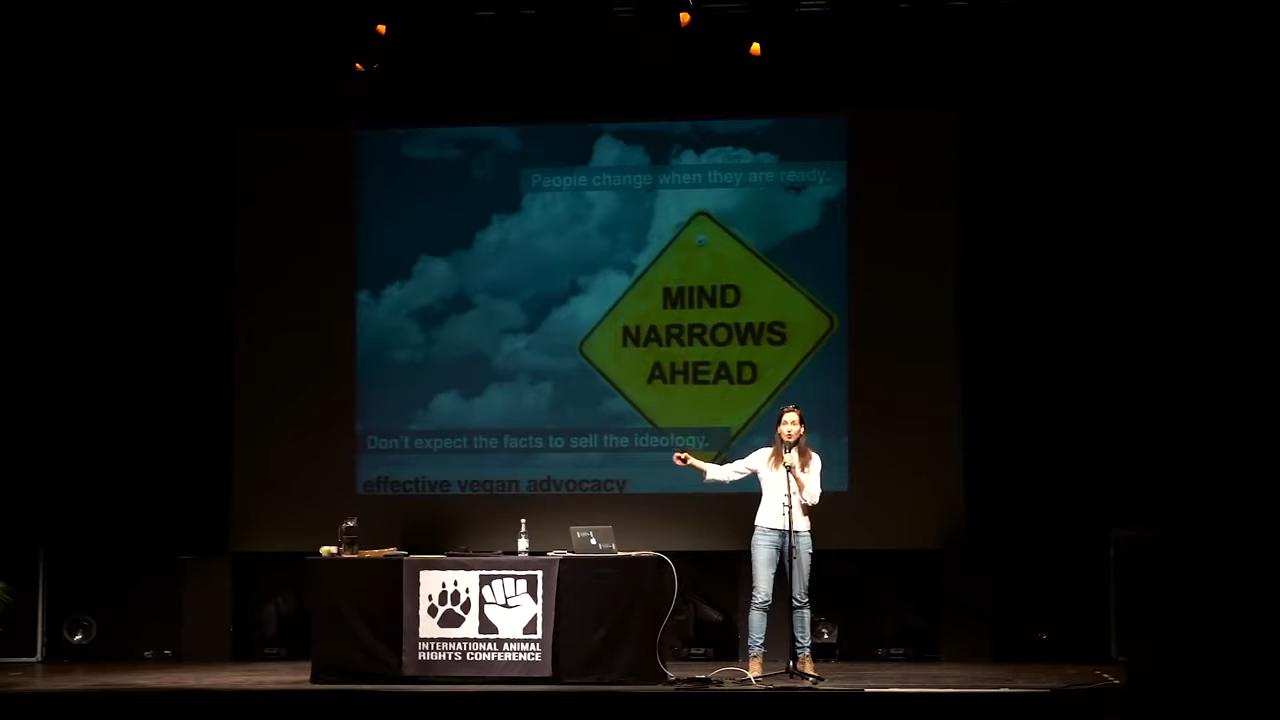 People change when they are ready.
MIND
NARROWS
AHEAD
Don't expect the facts to sell the ideology.
effective vegan advocacy
INTERNATIONAL ANIMAL
RIGHTS CONFERENCE